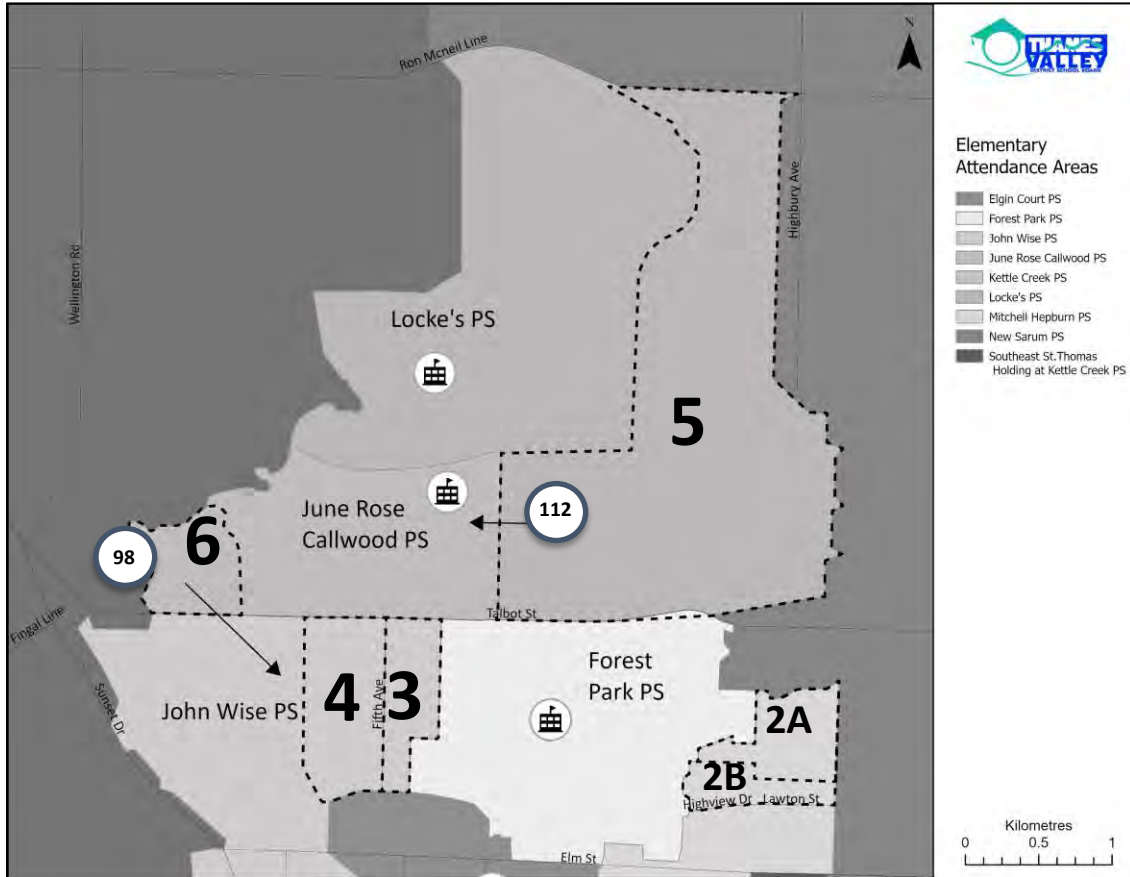 Ron Mcneil Line
N
Wellington Rd
Highbury Ave
Locke's PS
5
June Rose
Callwood PS
112
6
98
Talbot St
Fingal Line
Sunset Dr
John Wise PS
4
Fifth Ave
3
Forest
Park PS
2A
2B
Highview Dr
Lawton St
Elm St
THAMES
VALLEY
DISTRICT SCHOOL BOARD
Elementary
Attendance Areas
Elgin Court PS
Forest Park PS
John Wise PS
June Rose Callwood PS
Kettle Creek PS
Locke's PS
Mitchell Hepburn PS
New Sarum PS
Southeast St.Thomas
Holding at Kettle Creek PS
Kilometres
0 0.5 1